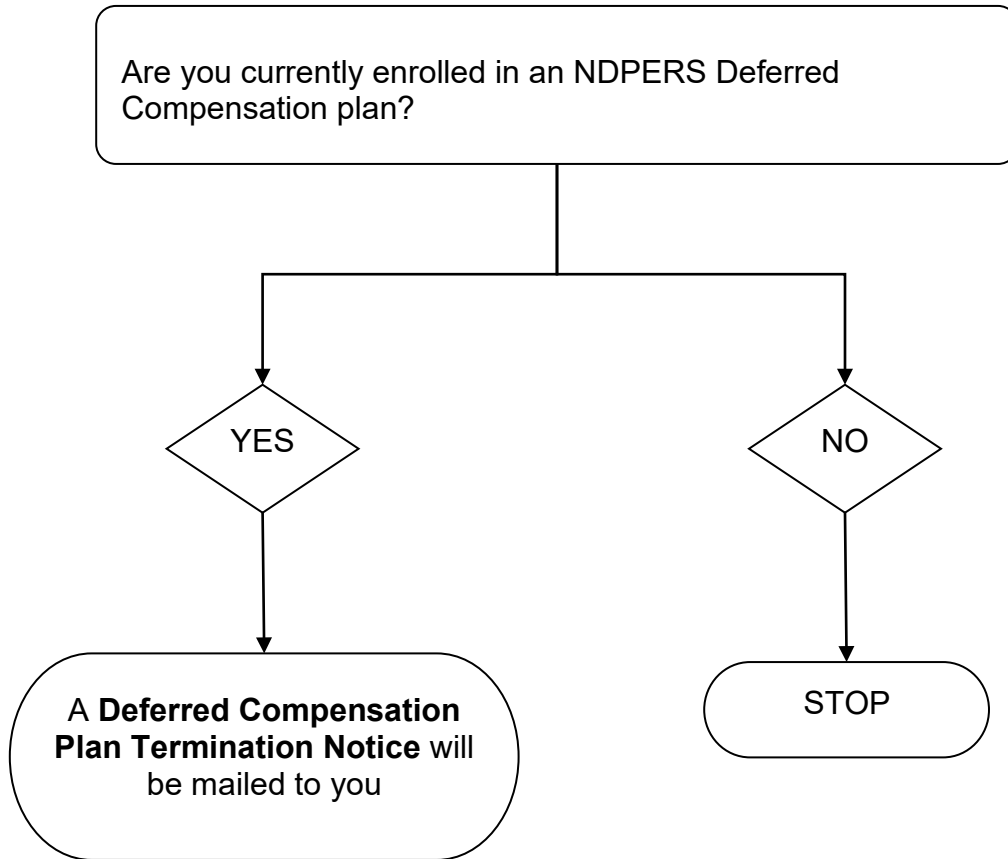 Are you currently enrolled in an NDPERS Deferred
Compensation plan?
YES
NO
A Deferred Compensation
Plan Termination Notice will
be mailed to you
STOP